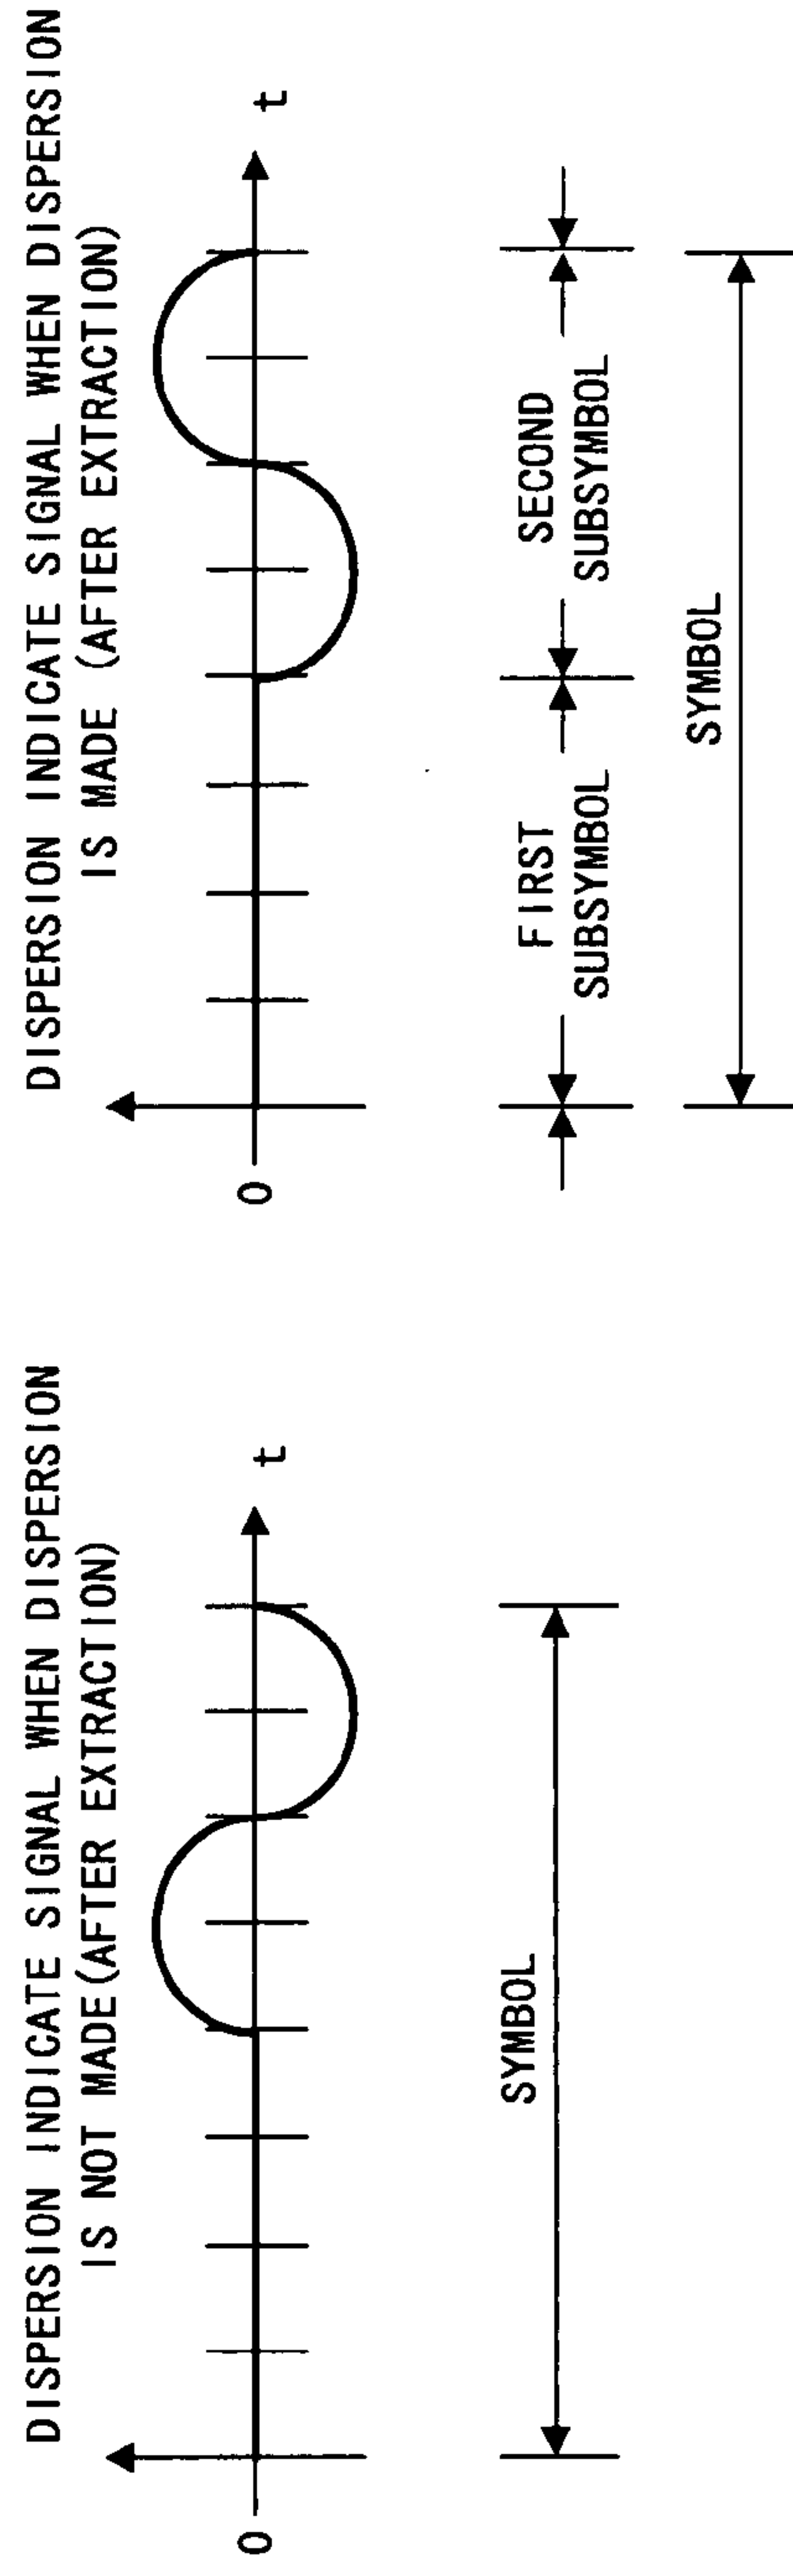 DISPERSION INDICATE SIGNAL WHEN DISPERSION
IS NOT MADE(AFTER EXTRACTION)
0
t
SYMBOL
DISPERSION INDICATE SIGNAL WHEN DISPERSION
IS MADE (AFTER EXTRACTION)
0
t
FIRST
SUBSYMBOL
SECOND
SUBSYMBOL
SYMBOL